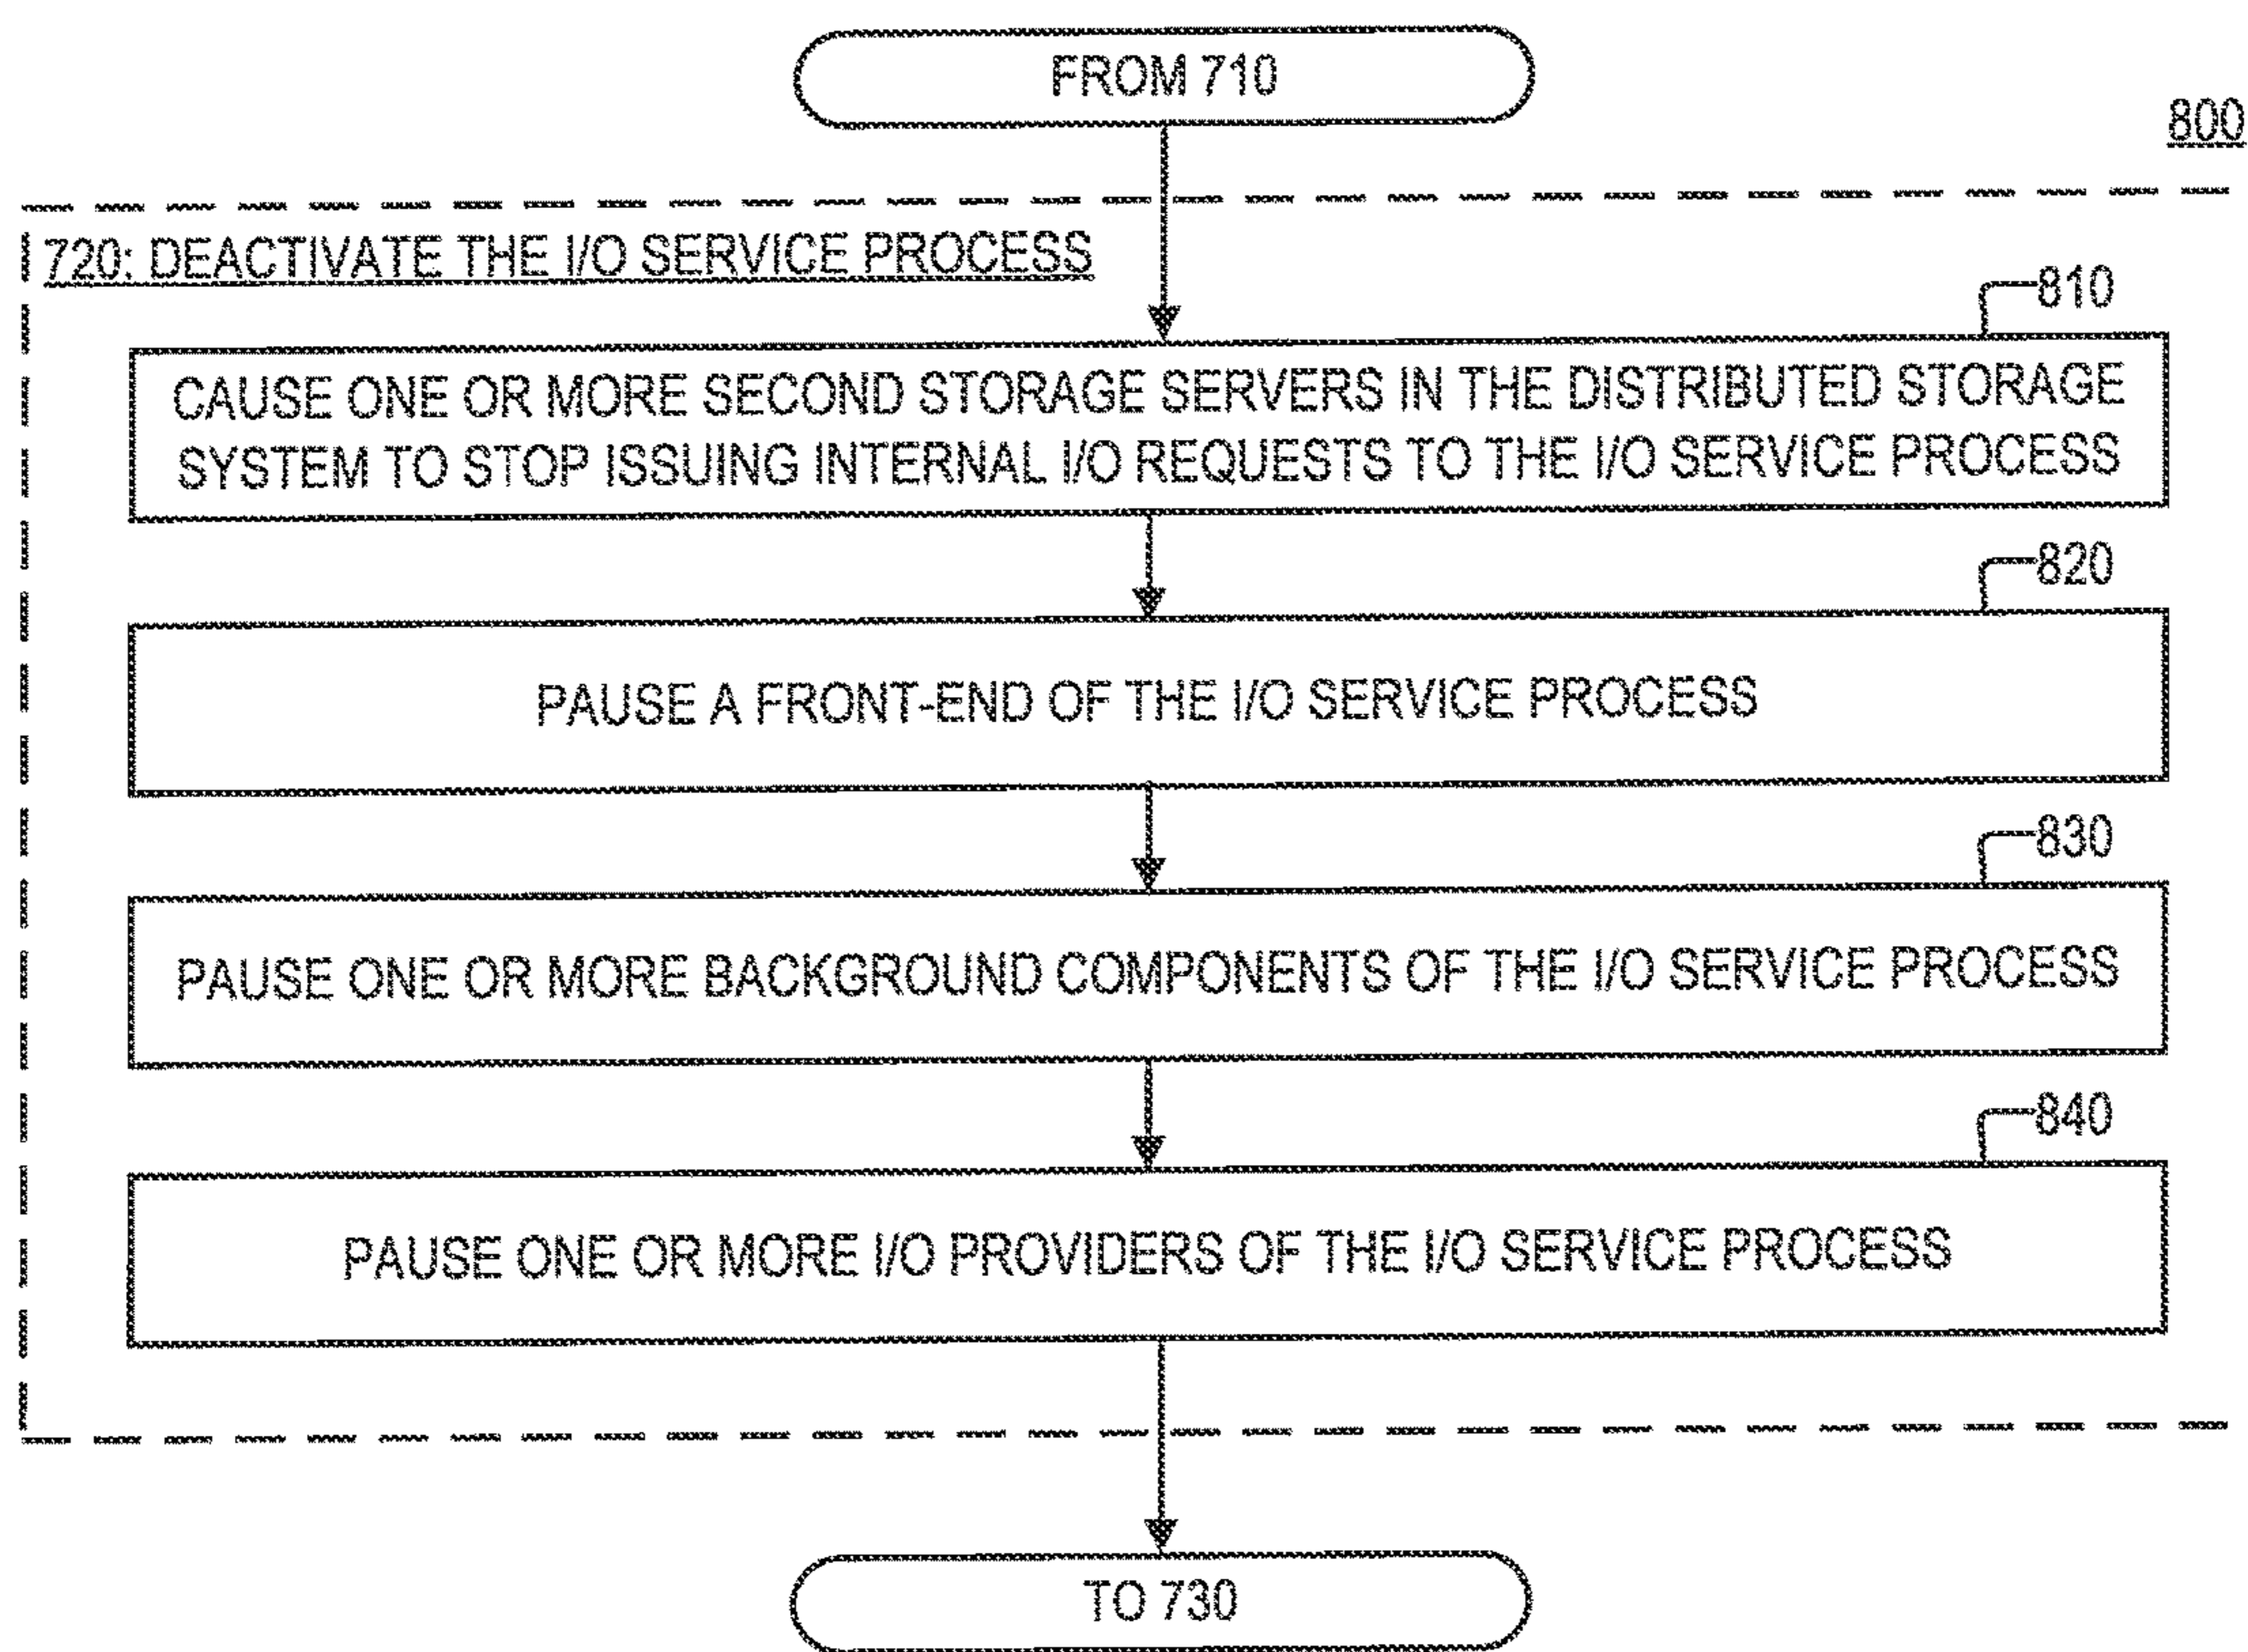 FROM 710
800
720: DEACTIVATE THE I/O SERVICE PROCESS
810
CAUSE ONE OR MORE SECOND STORAGE SERVERS IN THE DISTRIBUTED STORAGE
SYSTEM TO STOP ISSUING INTERNAL I/O REQUESTS TO THE I/O SERVICE PROCESS
820
PAUSE A FRONT-END OF THE I/O SERVICE PROCESS
830
PAUSE ONE OR MORE BACKGROUND COMPONENTS OF THE I/O SERVICE PROCESS
840
PAUSE ONE OR MORE I/O PROVIDERS OF THE I/O SERVICE PROCESS
TO 730